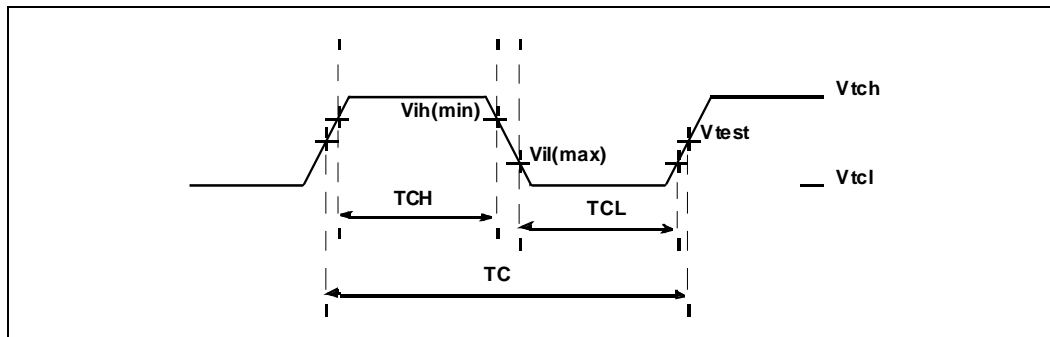 Vtch
Vih(min)
Vtest
Vil(max)
Vtcl
TCH
TCL
TC